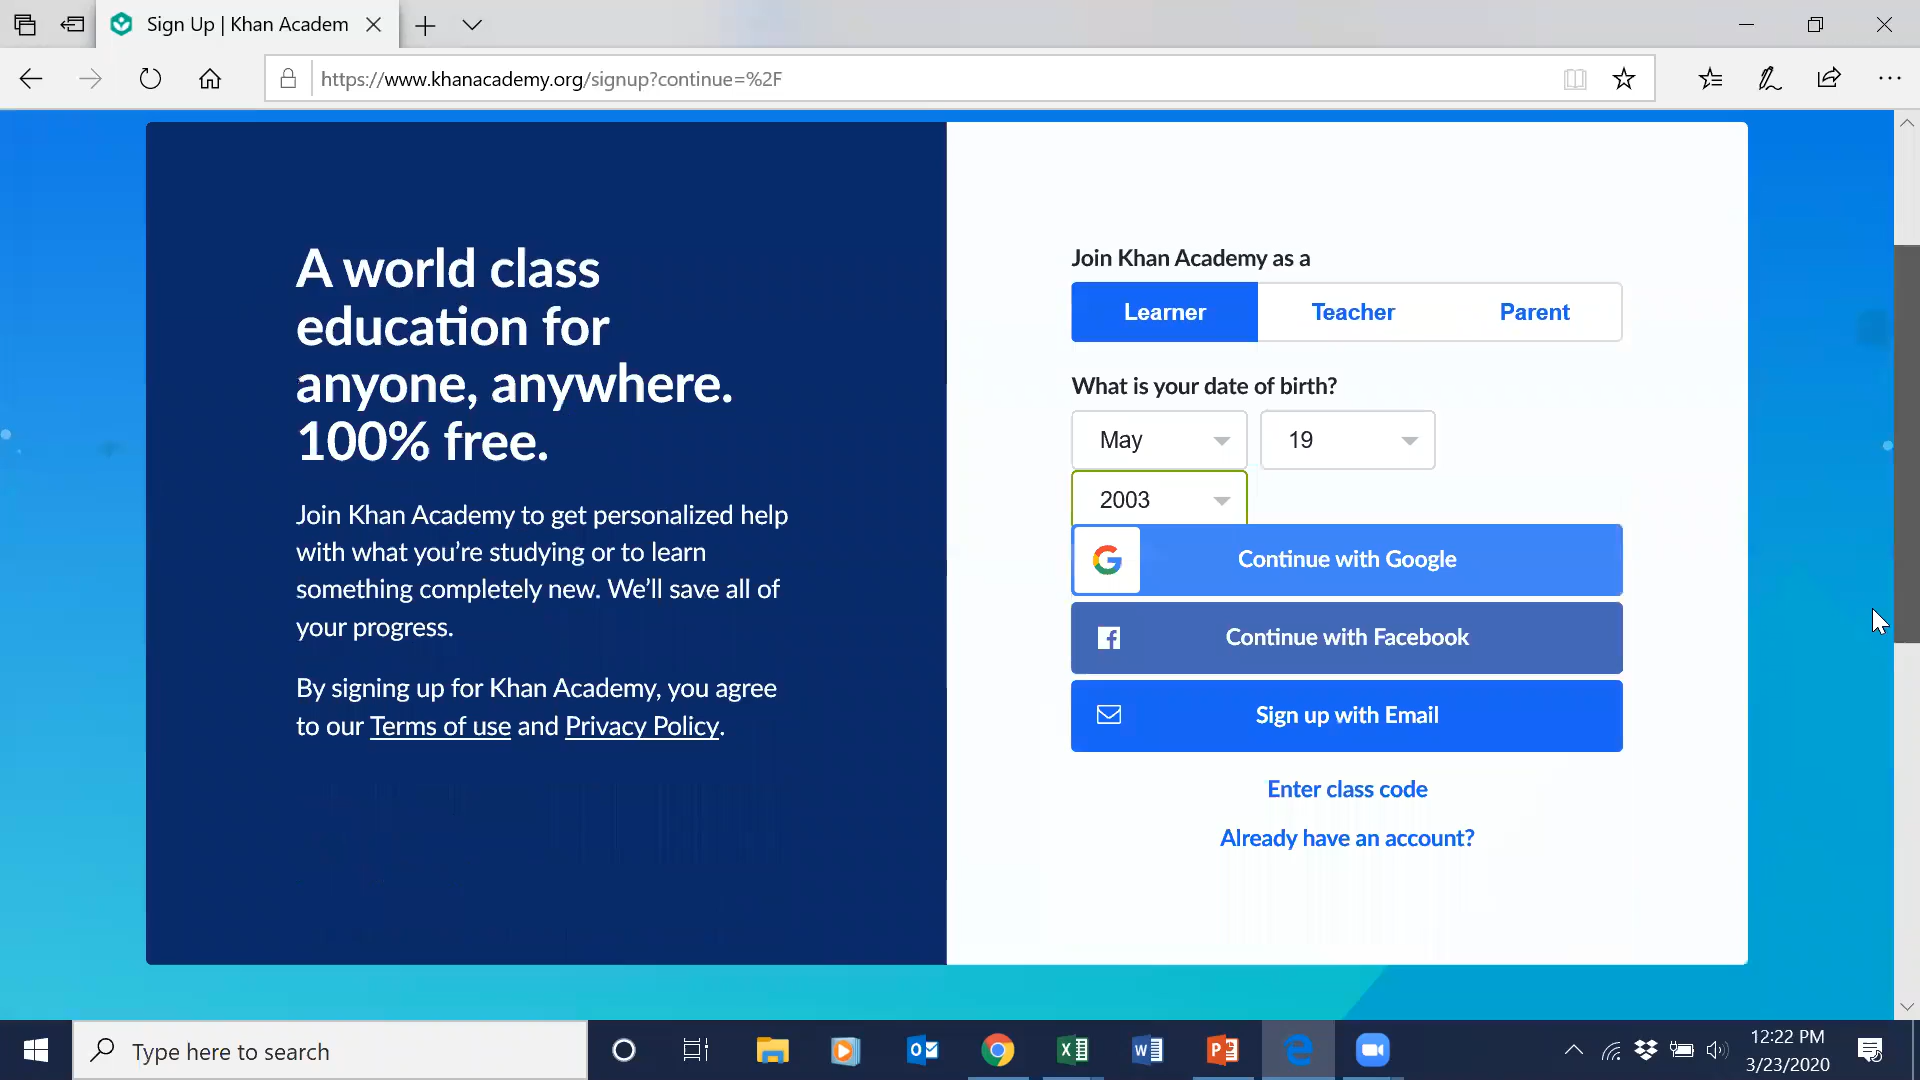 Sign Up | Khan Academ
https://www.khanacademy.org/signup?continue=%2F
A world class
education for
anyone, anywhere.
100% free.
Join Khan Academy to get personalized help
with what you’re studying or to learn
something completely new. We’ll save all of
your progress.
By signing up for Khan Academy, you agree
to our Terms of use and Privacy Policy.
Join Khan Academy as a
Learner Teacher Parent
What is your date of birth?
May 19
2003
Continue with Google
Continue with Facebook
Sign up with Email
Enter class code
Already have an account?
Type here to search
12:22 PM
3/23/2020